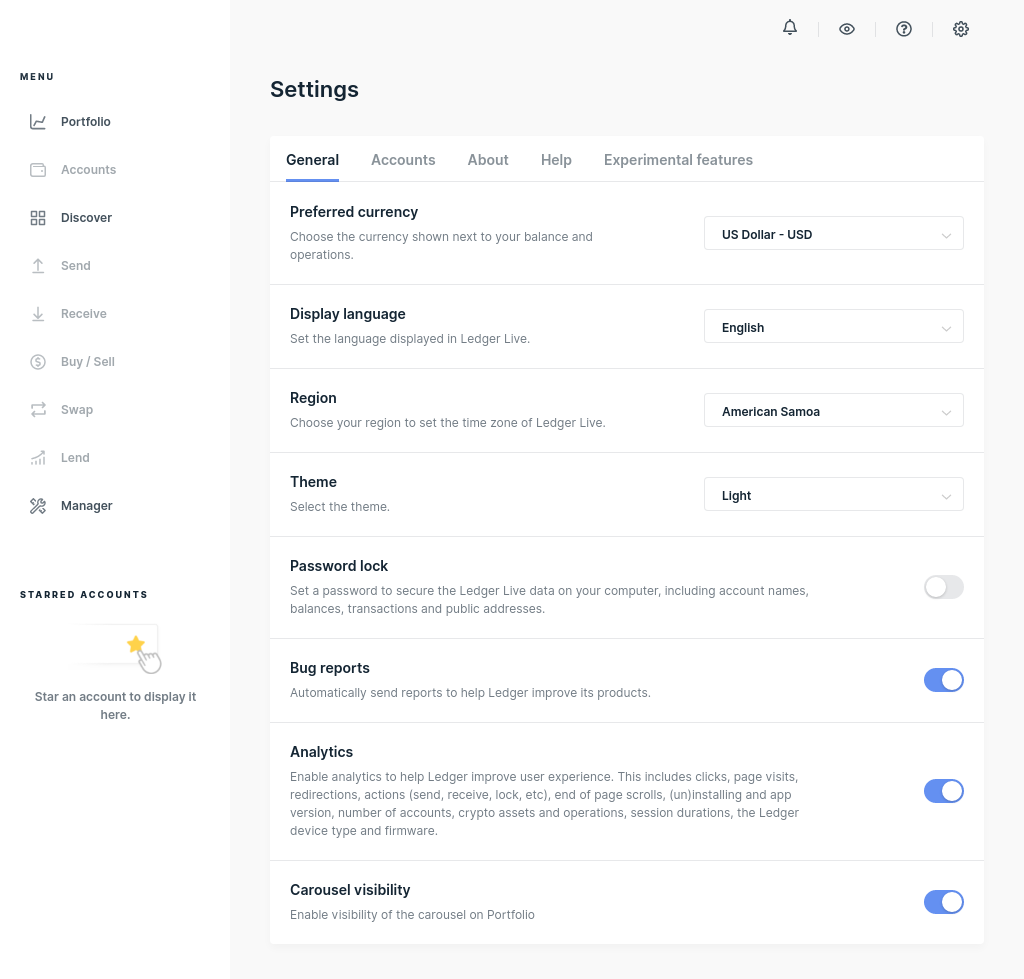 MENU
Portfolio
Accounts
Discover
Send
Receive
Buy / Sell
Swap
Lend
Manager
STARRED ACCOUNTS
Star an account to display it
here.
Settings
General Accounts About Help Experimental features
Preferred currency
Choose the currency shown next to your balance and
operations.
US Dollar - USD
Display language
Set the language displayed in Ledger Live.
English
Region
Choose your region to set the time zone of Ledger Live.
American Samoa
Theme
Select the theme.
Light
Password lock
Set a password to secure the Ledger Live data on your computer, including account names,
balances, transactions and public addresses.
Bug reports
Automatically send reports to help Ledger improve its products.
Analytics
Enable analytics to help Ledger improve user experience. This includes clicks, page visits,
redirections, actions (send, receive, lock, etc), end of page scrolls, (un)installing and app
version, number of accounts, crypto assets and operations, session durations, the Ledger
device type and firmware.
Carousel visibility
Enable visibility of the carousel on Portfolio